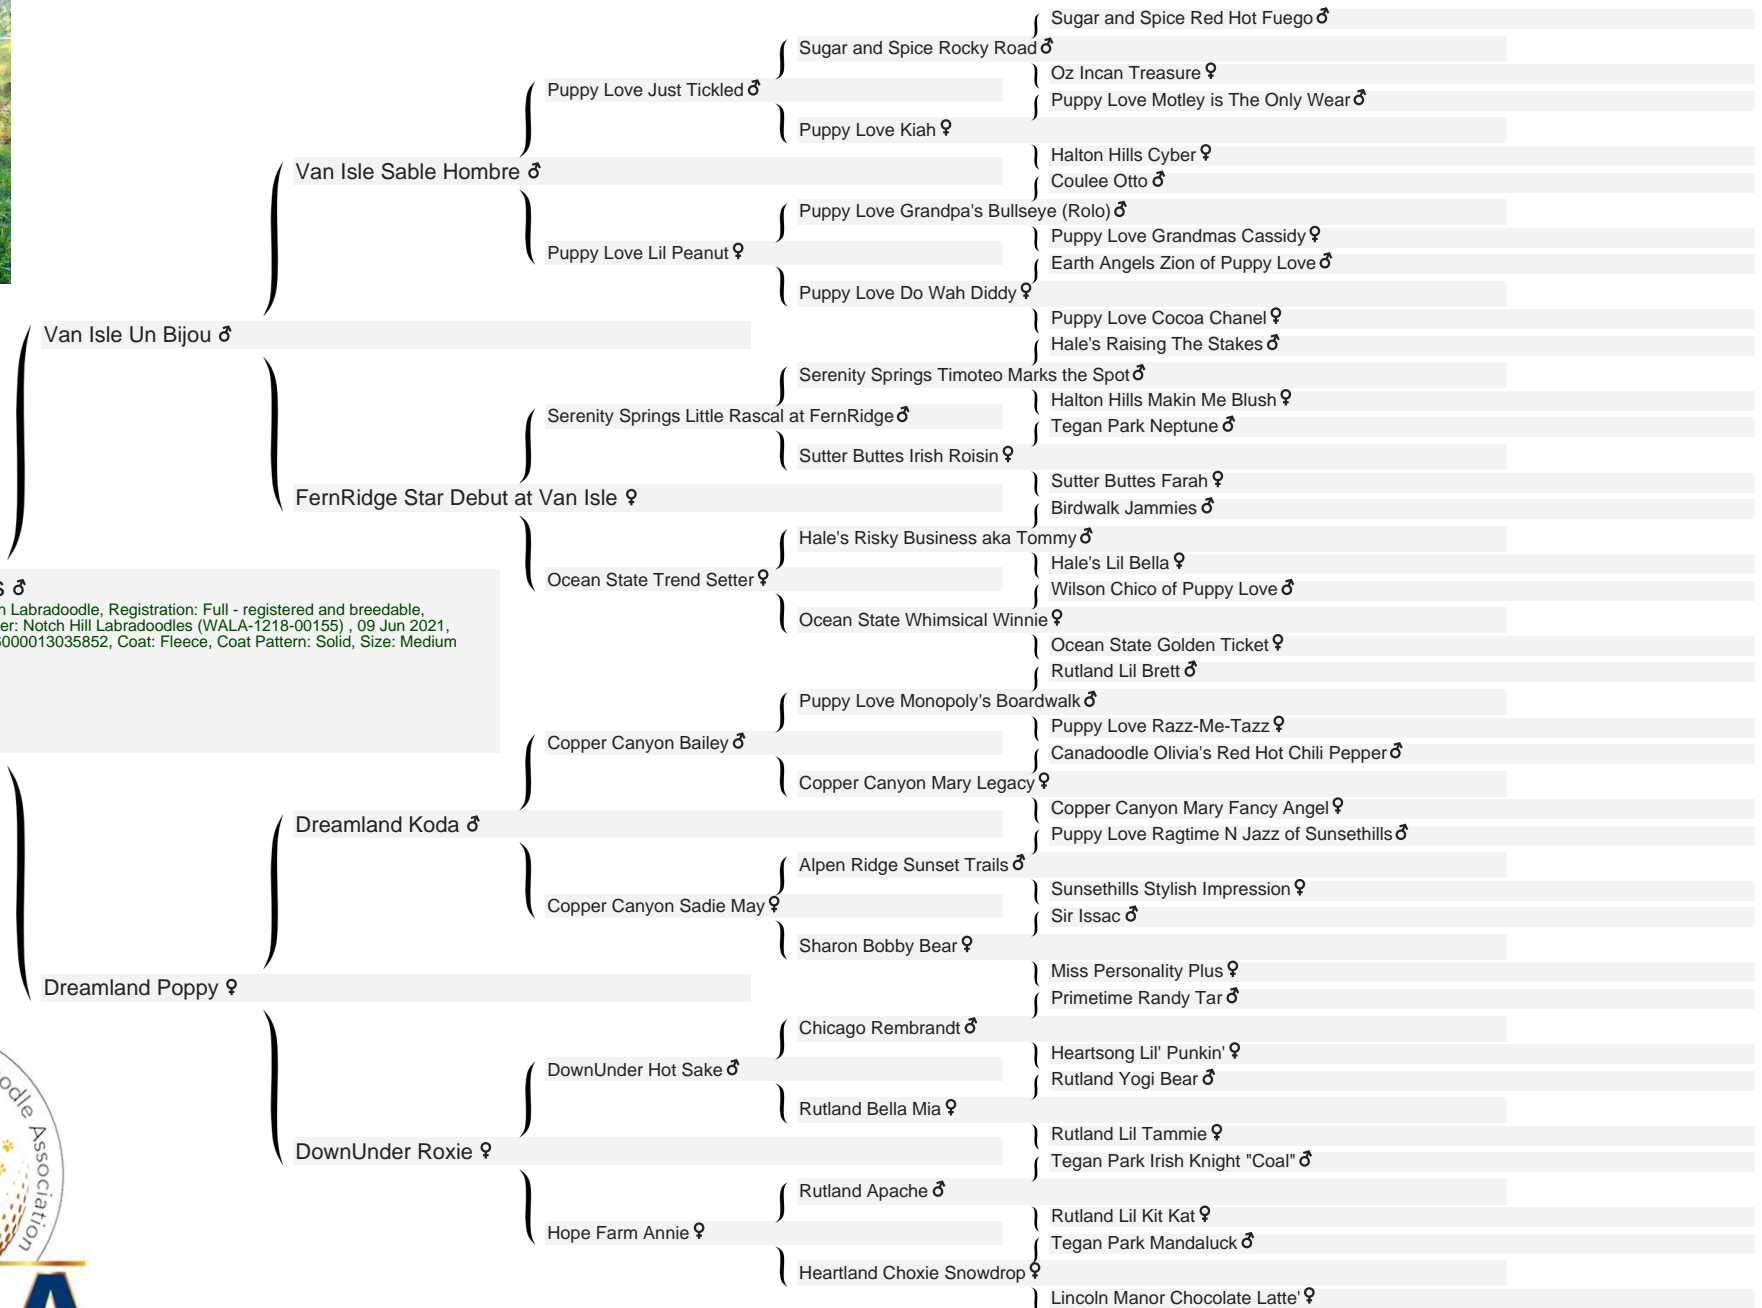 Sugar and Spice Red Hot Fuego ♂
Sugar and Spice Rocky Road ♂
Oz Incan Treasure ♀
Puppy Love Just Tickled ♂
Puppy Love Motley is The Only Wear ♂
Puppy Love Kiah ♀
Halton Hills Cyber ♀
Van Isle Sable Hombre ♂
Coulee Otto ♂
Puppy Love Grandpa's Bullseye (Rolo) ♂
Puppy Love Grandmas Cassidy ♀
Puppy Love Lil Peanut ♀
Earth Angels Zion of Puppy Love ♂
Puppy Love Do Wah Diddy ♀
Puppy Love Cocoa Chanel ♀
Van Isle Un Bijou ♂
Hale's Raising The Stakes ♂
Serenity Springs Timoteo Marks the Spot ♂
Halton Hills Makin Me Blush ♀
Serenity Springs Little Rascal at FernRidge ♂
Tegan Park Neptune ♂
Sutter Buttes Irish Roisin ♀
Sutter Buttes Farah ♀
FernRidge Star Debut at Van Isle ♀
Birdwalk Jammies ♂
Hale's Risky Business aka Tommy ♂
Hale's Lil Bella ♀
Ocean State Trend Setter ♀
Wilson Chico of Puppy Love ♂
Ocean State Whimsical Winnie ♀
Ocean State Golden Ticket ♀
S ♂
n Labradoodle, Registration: Full - registered and breedable,
er: Notch Hill Labradoodles (WALA-1218-00155) , 09 Jun 2021,
000013035852, Coat: Fleece, Coat Pattern: Solid, Size: Medium
Rutland Lil Brett ♂
Puppy Love Monopoly's Boardwalk ♂
Puppy Love Razz-Me-Tazz ♀
Copper Canyon Bailey ♂
Canadoodle Olivia's Red Hot Chili Pepper ♂
Copper Canyon Mary Legacy ♀
Copper Canyon Mary Fancy Angel ♀
Dreamland Koda ♂
Puppy Love Ragtime N Jazz of Sunsethills ♂
Alpen Ridge Sunset Trails ♂
Sunsethills Stylish Impression ♀
Copper Canyon Sadie May ♀
Sir Issac ♂
Sharon Bobby Bear ♀
Miss Personality Plus ♀
Dreamland Poppy ♀
Primetime Randy Tar ♂
Chicago Rembrandt ♂
Heartsong Lil' Punkin' ♀
DownUnder Hot Sake ♂
Rutland Yogi Bear ♂
Rutland Bella Mia ♀
Rutland Lil Tammie ♀
DownUnder Roxie ♀
Tegan Park Irish Knight "Coal" ♂
Rutland Apache ♂
Rutland Lil Kit Kat ♀
Hope Farm Annie ♀
Tegan Park Mandaluck ♂
Heartland Choxie Snowdrop ♀
Lincoln Manor Chocolate Latte' ♀
odle Association
A